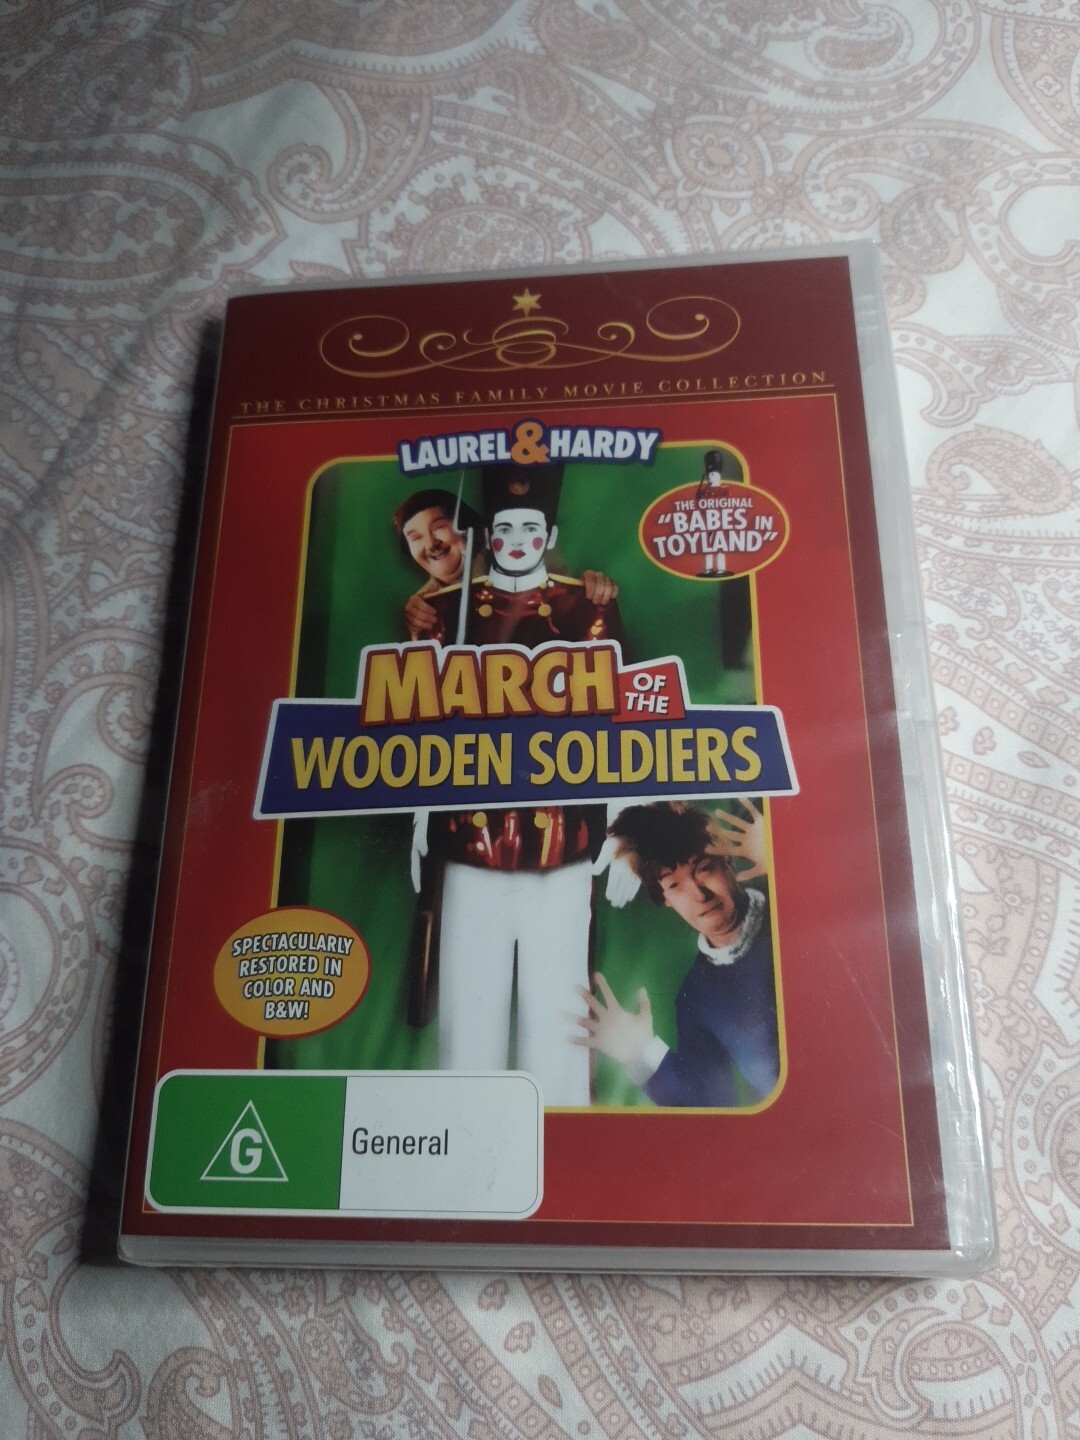 THE CHRISTMAS FAMILY MOVIE COLLECTION
LAUREL & HARDY
THE ORIGINAL
"BABES IN
TOYLAND"
MARCH OF THE
WOODEN SOLDIERS
SPECTACULARLY
RESTORED IN
COLOR AND
B&W!
G
General